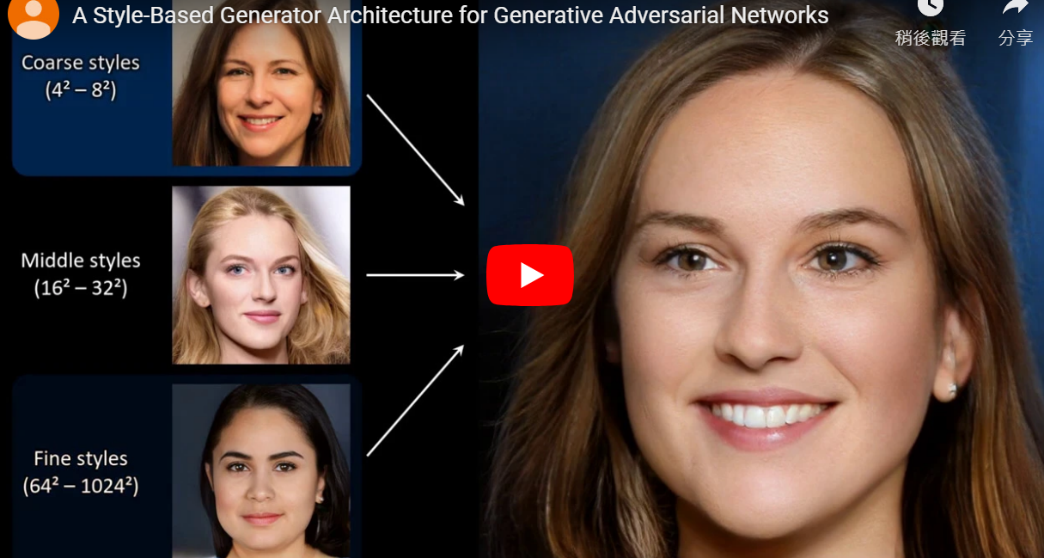 A Style-Based Generator Architecture for Generative Adversarial Networks
稍後觀看
分享
Coarse styles
(4² – 8²)
Middle styles
(16² – 32²)
Fine styles
(64² – 1024²)